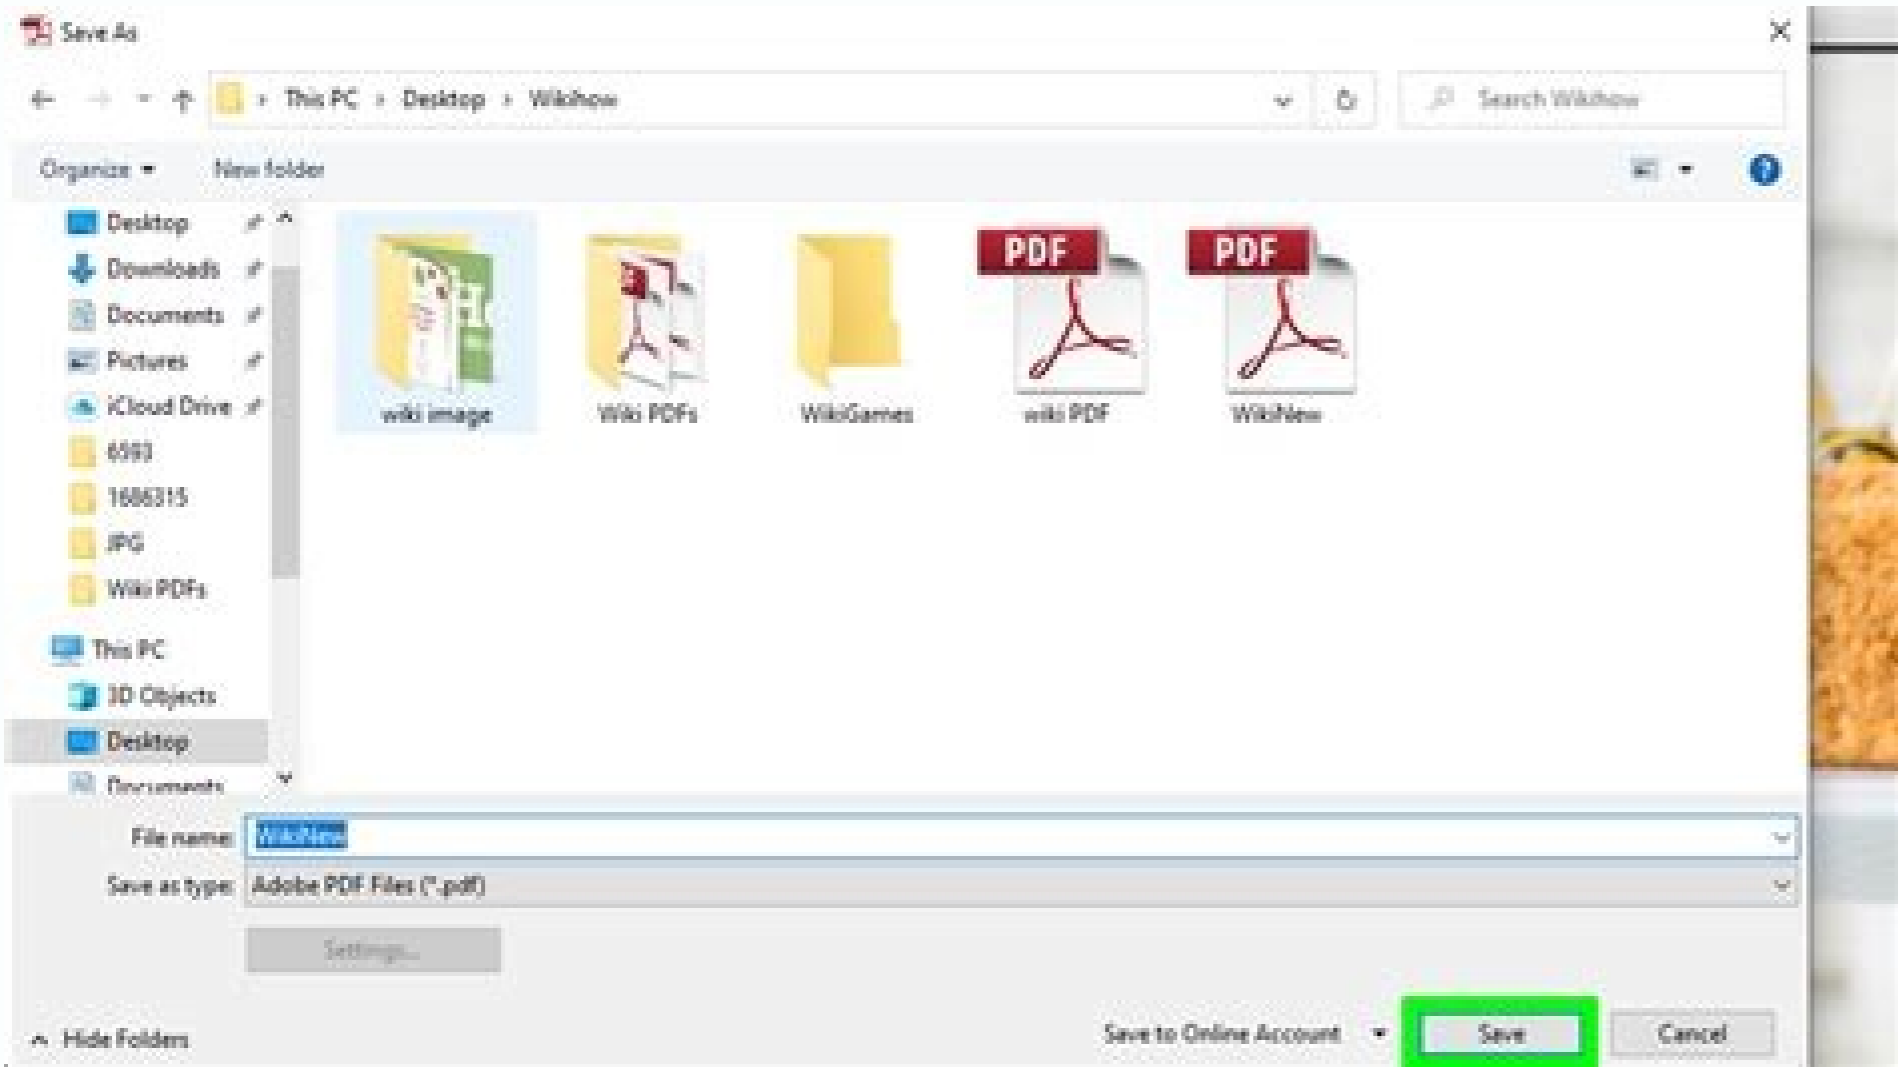 Save As
This PC > Desktop > Wikihow
Search Wikihow
Organize
New folder
Desktop
Downloads
Documents
Pictures
iCloud Drive
6593
1686315
JPG
Wiki PDFs
This PC
3D Objects
Desktop
Documents
wiki image
Wiki PDFs
WikiGames
PDF
wiki PDF
PDF
WikiNew
File name: WikiNew
Save as type: Adobe PDF Files (*.pdf)
Settings...
Hide Folders
Save to Online Account
Save
Cancel